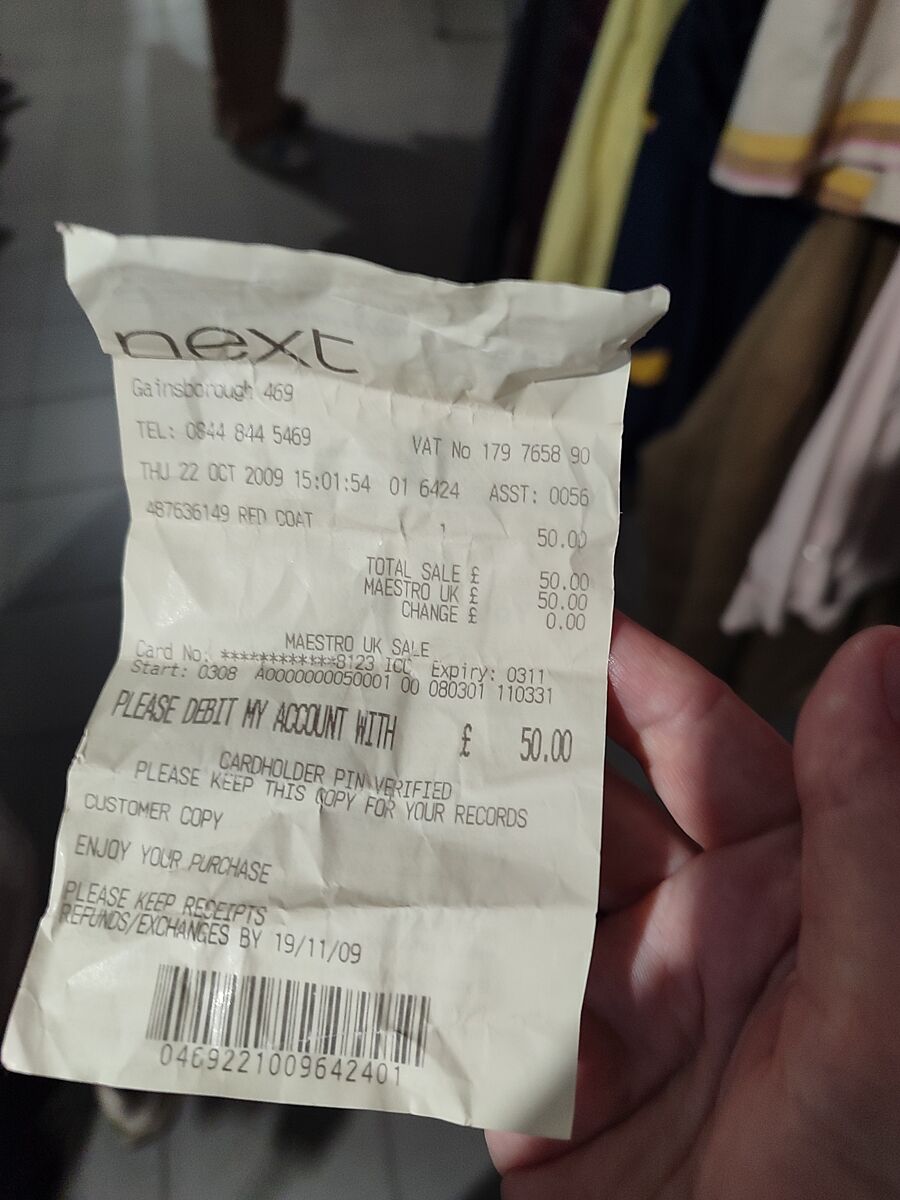 next
Gainsborough 469
TEL: 0844 844 5469 VAT No 179 7658 90
THU 22 OCT 2009 15:01:54 01 6424 ASST: 0056
487636149 RED COAT 1 50.00
TOTAL SALE £ 50.00
MAESTRO UK £ 50.00
CHANGE £ 0.00
MAESTRO UK SALE
Card No: ************8123 ICC Expiry: 0311
Start: 0308 A0000000050001 00 080301 110331
PLEASE DEBIT MY ACCOUNT WITH £ 50.00
CARDHOLDER PIN VERIFIED
PLEASE KEEP THIS COPY FOR YOUR RECORDS
CUSTOMER COPY
ENJOY YOUR PURCHASE
PLEASE KEEP RECEIPTS
REFUNDS/EXCHANGES BY 19/11/09
0469221009642401